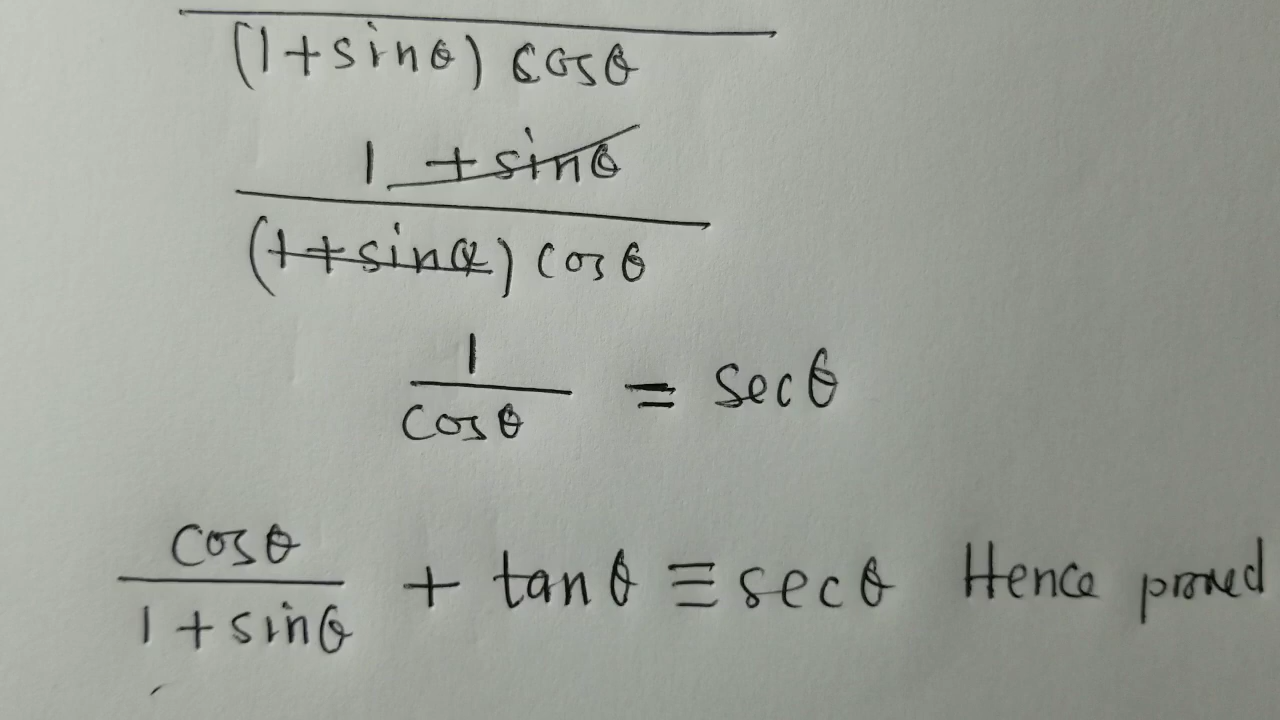 (1+sinθ) cosθ
1 + sinθ
(1+sinθ) cosθ
1
cosθ = secθ
cosθ
1 + sinθ + tanθ ≡ secθ Hence proved